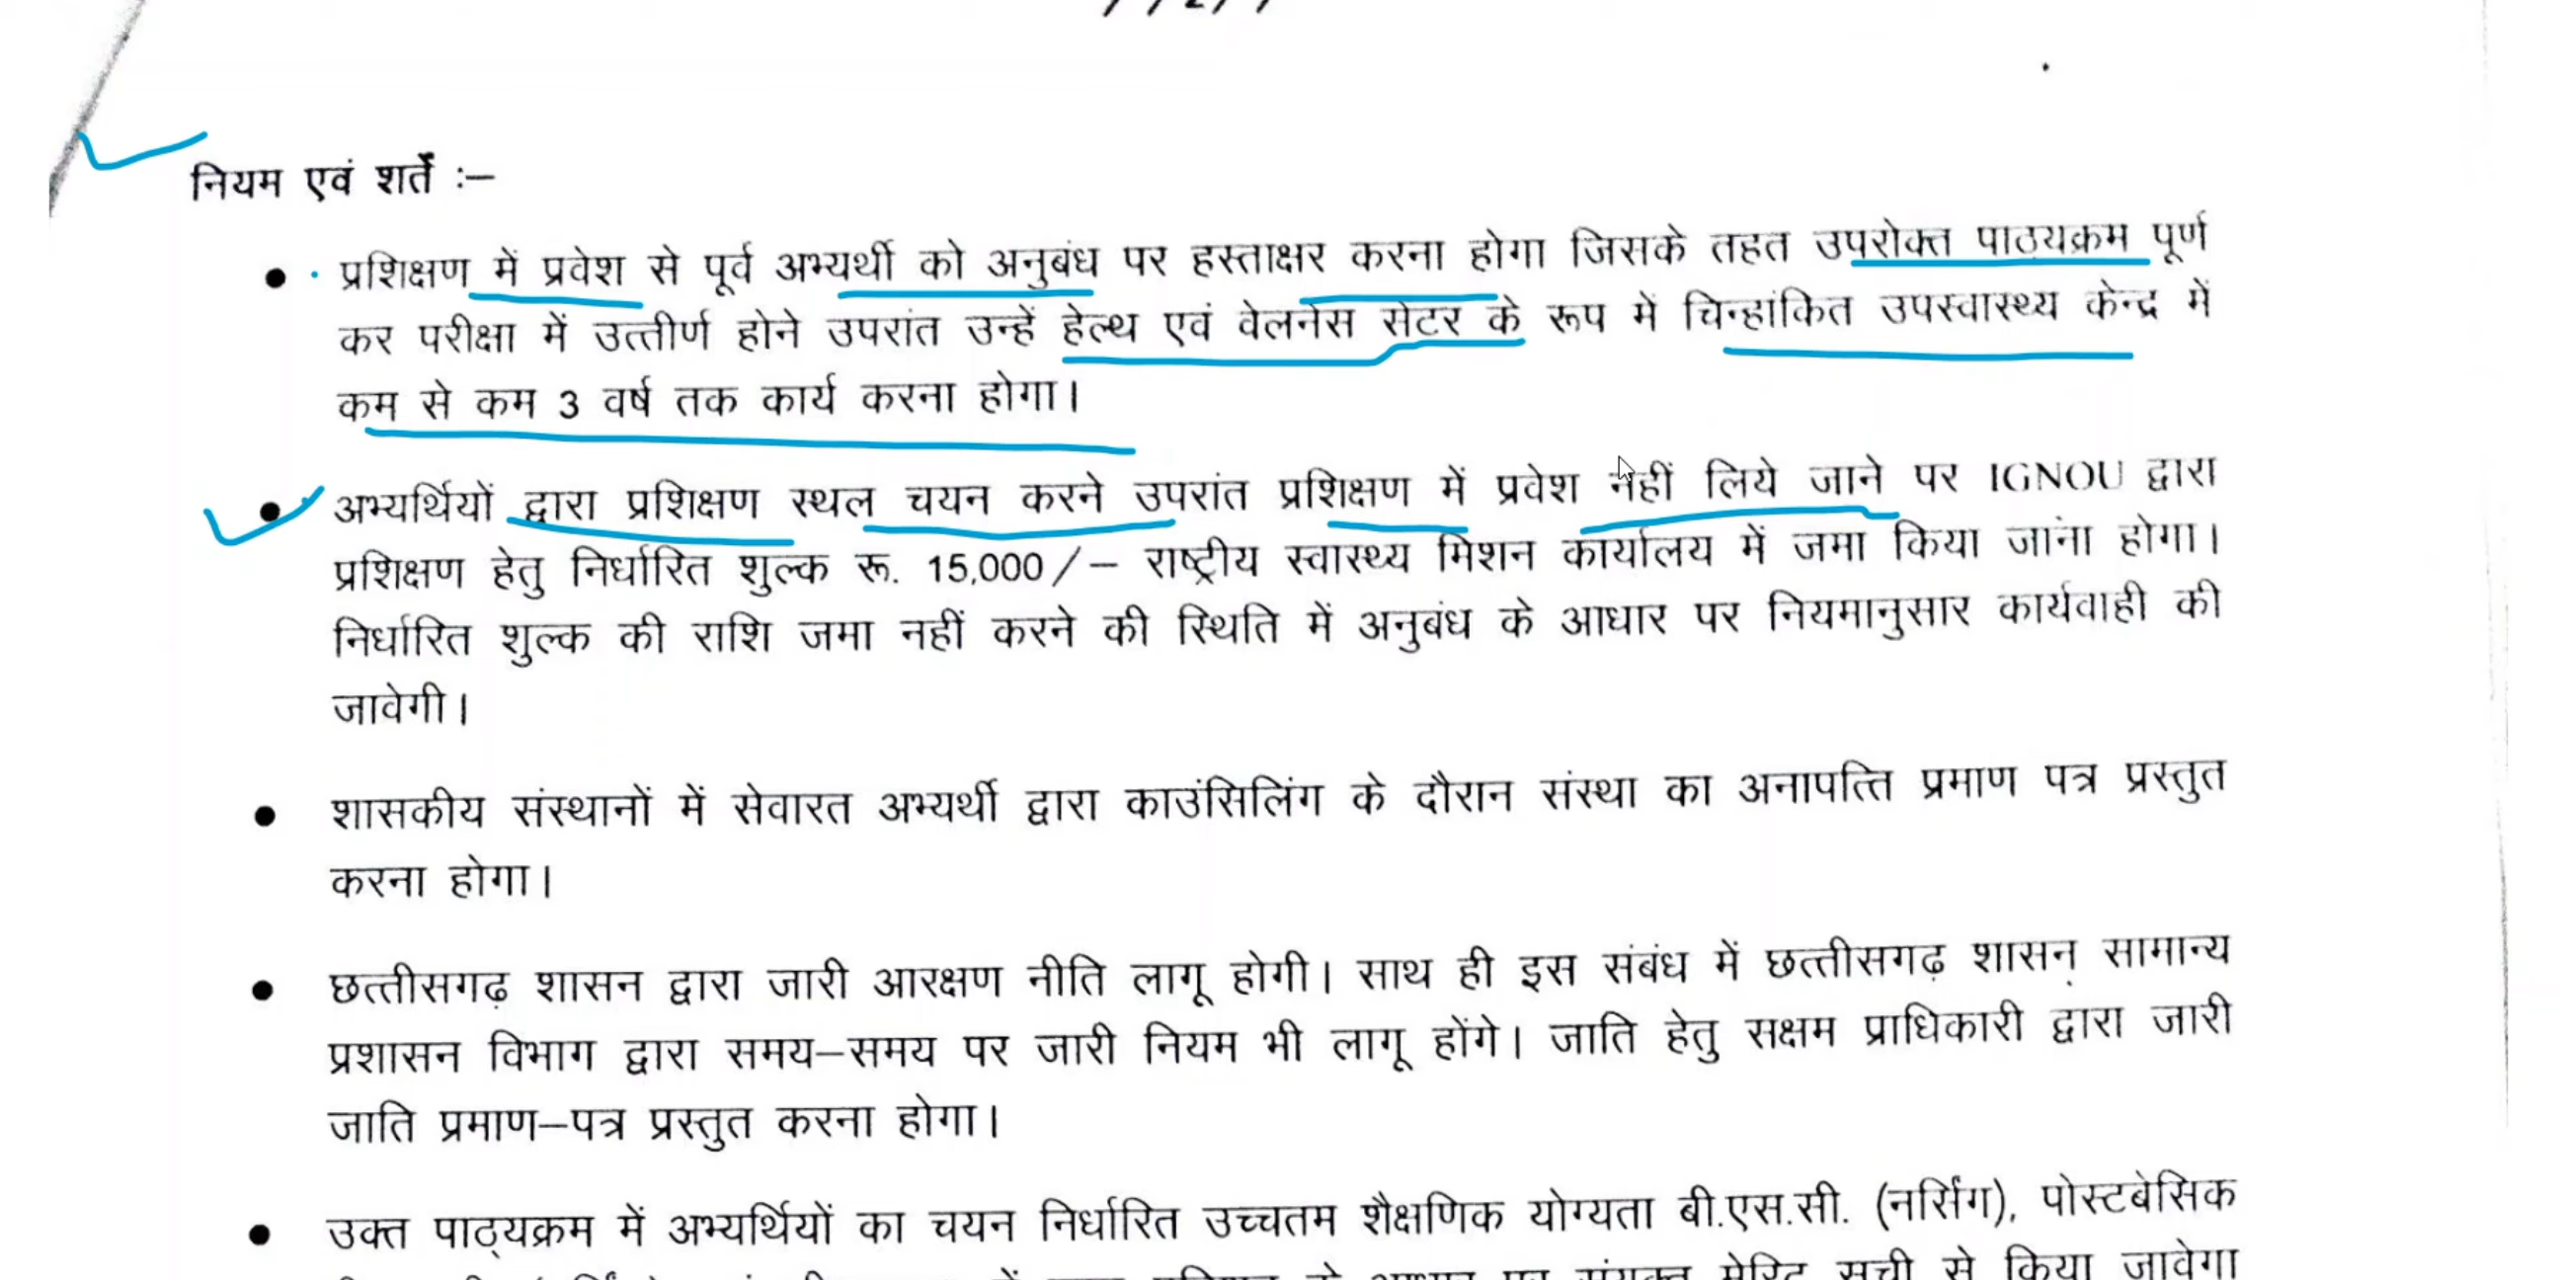 नियम एवं शर्तें :–
प्रशिक्षण में प्रवेश से पूर्व अभ्यर्थी को अनुबंध पर हस्ताक्षर करना होगा जिसके तहत उपरोक्त पाठयक्रम पूर्ण
कर परीक्षा में उत्तीर्ण होने उपरांत उन्हें हेल्थ एवं वेलनेस सेटर के रूप में चिन्हांकित उपस्वास्थ्य केन्द्र में
कम से कम 3 वर्ष तक कार्य करना होगा।
अभ्यर्थियों द्वारा प्रशिक्षण स्थल चयन करने उपरांत प्रशिक्षण में प्रवेश नहीं लिये जाने पर IGNOU द्वारा
प्रशिक्षण हेतु निर्धारित शुल्क रू. 15,000/– राष्ट्रीय स्वास्थ्य मिशन कार्यालय में जमा किया जाना होगा।
निर्धारित शुल्क की राशि जमा नहीं करने की स्थिति में अनुबंध के आधार पर नियमानुसार कार्यवाही की
जावेगी।
शासकीय संस्थानों में सेवारत अभ्यर्थी द्वारा काउंसिलिंग के दौरान संस्था का अनापत्ति प्रमाण पत्र प्रस्तुत
करना होगा।
छत्तीसगढ़ शासन द्वारा जारी आरक्षण नीति लागू होगी। साथ ही इस संबंध में छत्तीसगढ़ शासन सामान्य
प्रशासन विभाग द्वारा समय–समय पर जारी नियम भी लागू होंगे। जाति हेतु सक्षम प्राधिकारी द्वारा जारी
जाति प्रमाण–पत्र प्रस्तुत करना होगा।
उक्त पाठ्यक्रम में अभ्यर्थियों का चयन निर्धारित उच्चतम शैक्षणिक योग्यता बी.एस.सी. (नर्सिंग), पोस्टबेसिक
के आधार पर संयुक्त मेरिट सूची से किया जावेगा